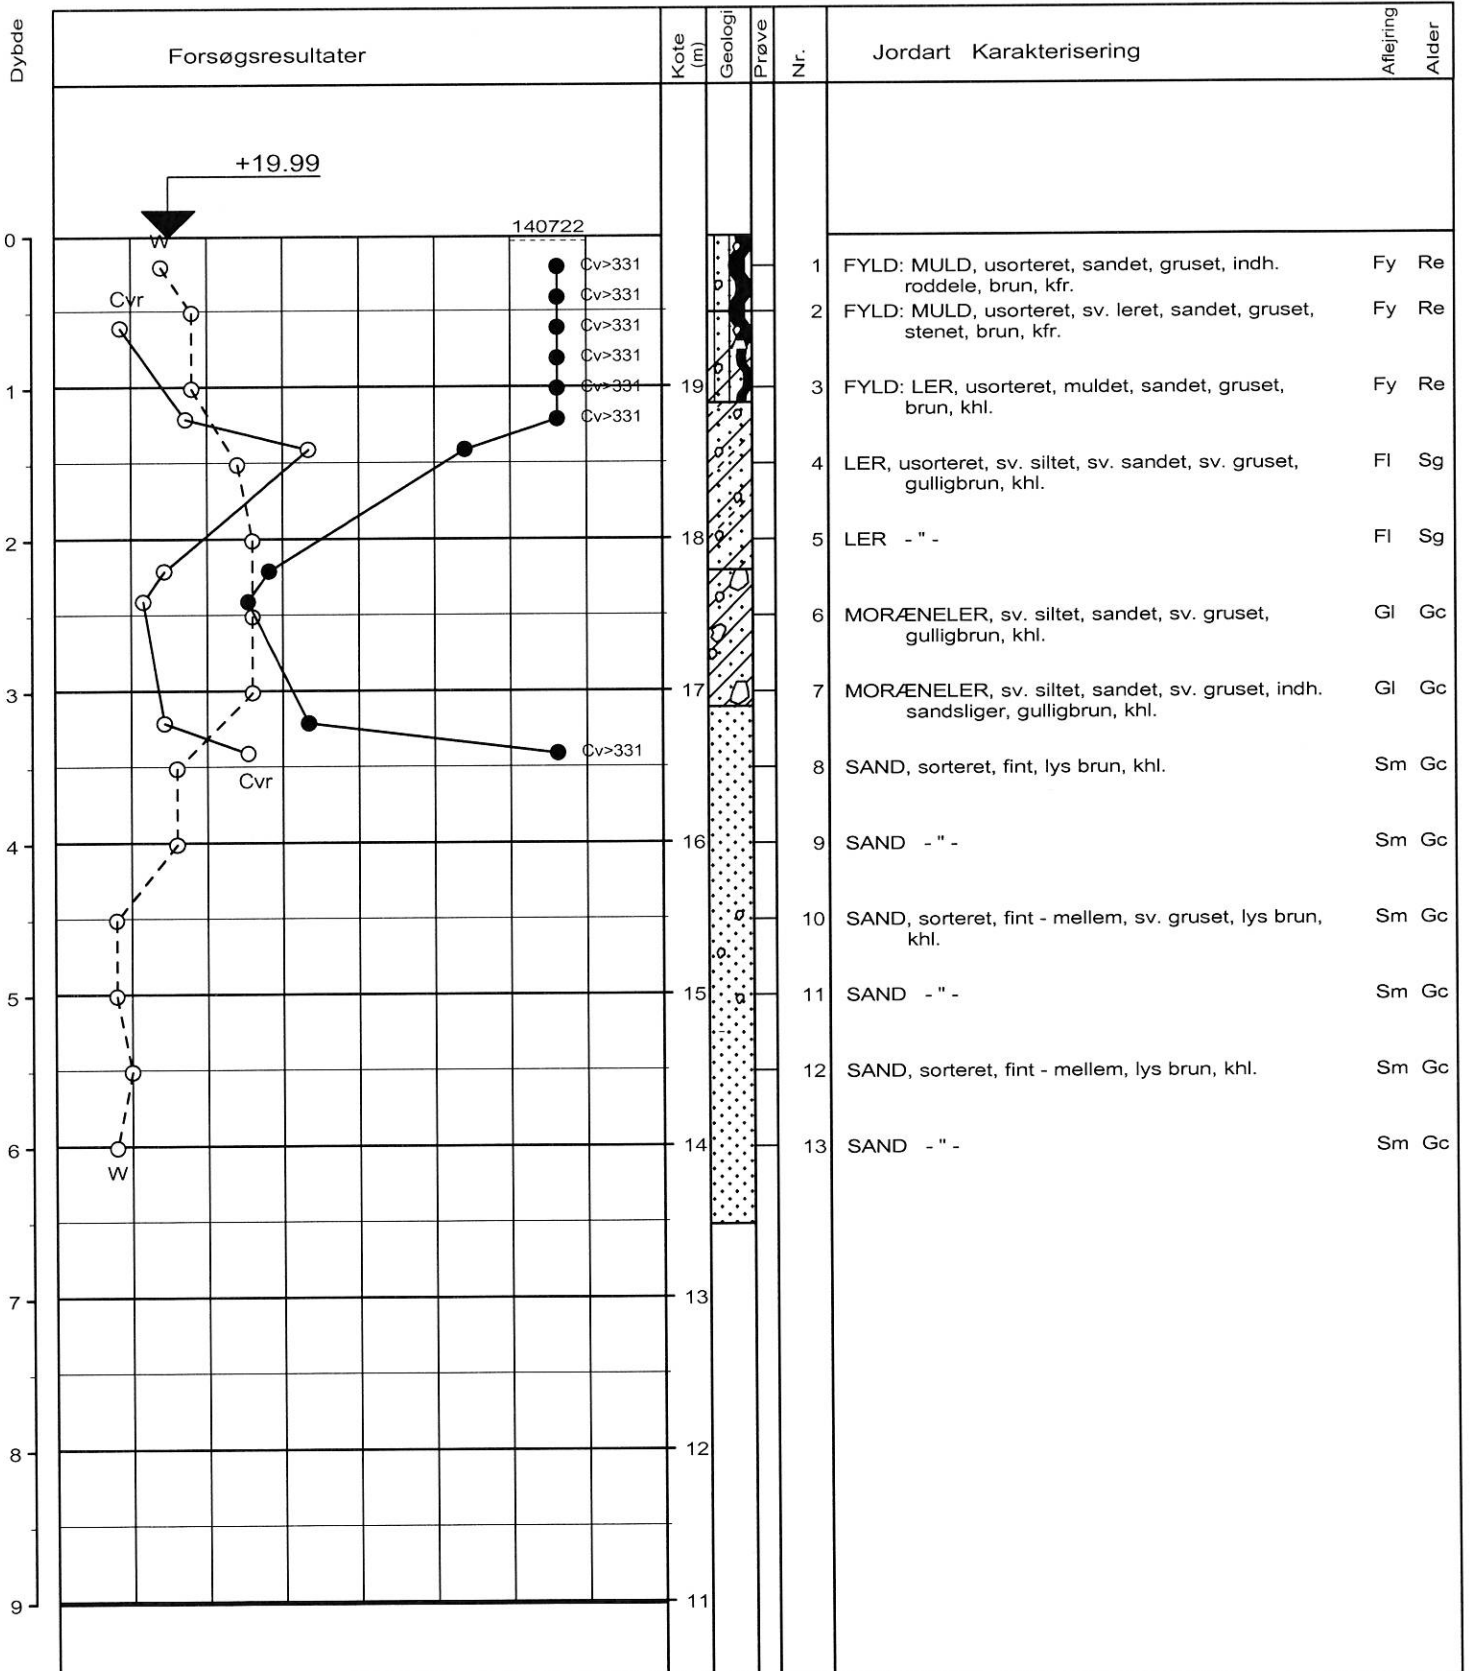 Dybde
Forsøgsresultater
Kote
(m)
Geologi
Prøve
Nr.
Jordart Karakterisering
Aflejring
Alder
+19.99
140722
0
W
Cv>331
1 FYLD: MULD, usorteret, sandet, gruset, indh. Fy Re
roddele, brun, kfr.
Cvr
Cv>331
2 FYLD: MULD, usorteret, sv. leret, sandet, gruset, Fy Re
stenet, brun, kfr.
Cv>331
Cv>331
1
Cv>331
19
3 FYLD: LER, usorteret, muldet, sandet, gruset, Fy Re
brun, khl.
Cv>331
4 LER, usorteret, sv. siltet, sv. sandet, sv. gruset, Fl Sg
gulligbrun, khl.
2
18
5 LER - " - Fl Sg
6 MORÆNELER, sv. siltet, sandet, sv. gruset, Gl Gc
gulligbrun, khl.
3
17
7 MORÆNELER, sv. siltet, sandet, sv. gruset, indh. Gl Gc
sandsliger, gulligbrun, khl.
Cv>331
Cvr
8 SAND, sorteret, fint, lys brun, khl. Sm Gc
4
16
9 SAND - " - Sm Gc
10 SAND, sorteret, fint - mellem, sv. gruset, lys brun, Sm Gc
khl.
5
15
11 SAND - " - Sm Gc
12 SAND, sorteret, fint - mellem, lys brun, khl. Sm Gc
6
14
13 SAND - " - Sm Gc
W
7
13
8
12
9
11